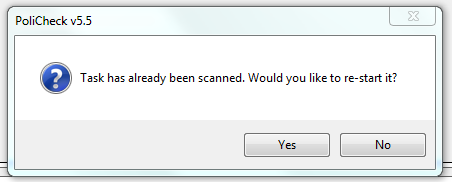 PoliCheck v5.5
Task has already been scanned. Would you like to re-start it?
Yes
No